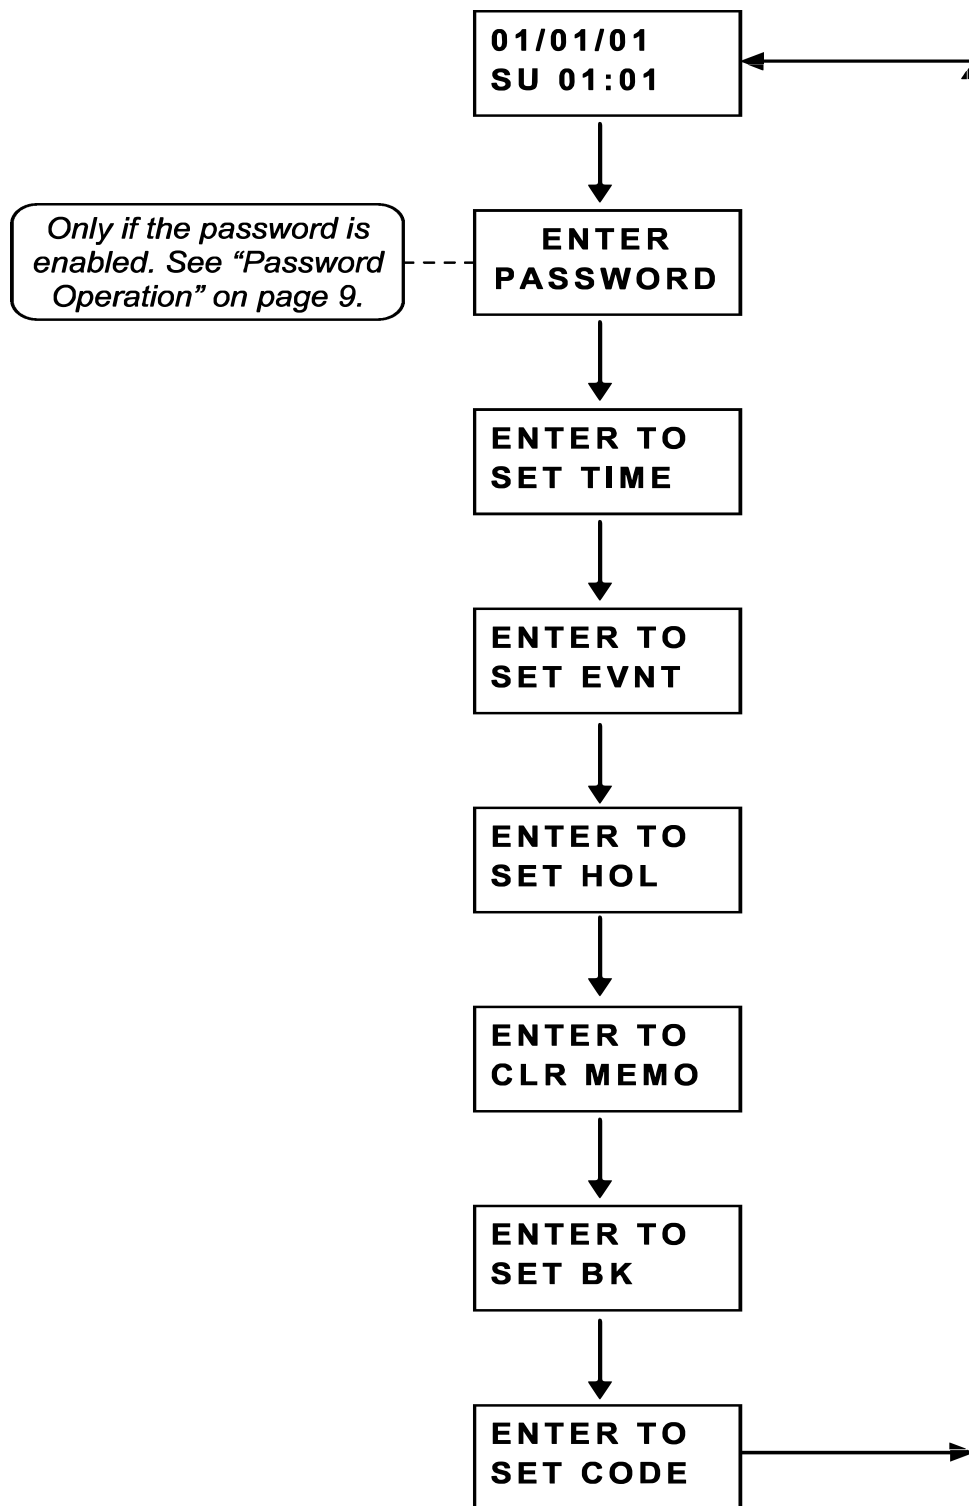 01/01/01
SU 01:01
Only if the password is
enabled. See “Password
Operation” on page 9.
ENTER
PASSWORD
ENTER TO
SET TIME
ENTER TO
SET EVNT
ENTER TO
SET HOL
ENTER TO
CLR MEMO
ENTER TO
SET BK
ENTER TO
SET CODE